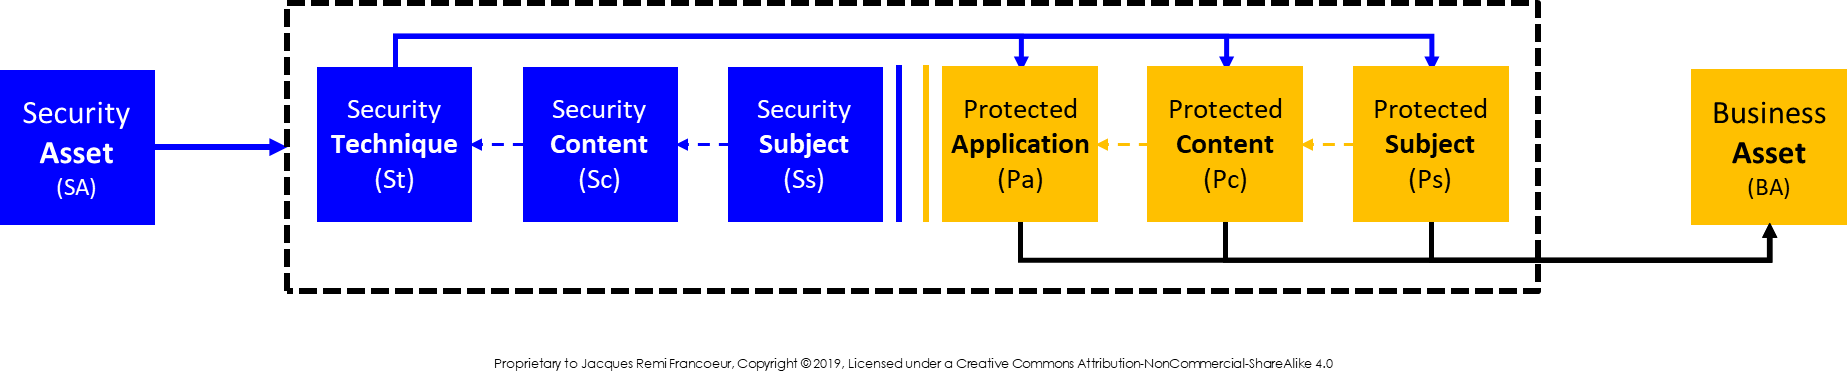 Security
Asset
(SA)
Security
Technique
(St)
Security
Content
(Sc)
Security
Subject
(Ss)
Protected
Application
(Pa)
Protected
Content
(Pc)
Protected
Subject
(Ps)
Business
Asset
(BA)
Proprietary to Jacques Remi Francoeur, Copyright © 2019, Licensed under a Creative Commons Attribution-NonCommercial-ShareAlike 4.0